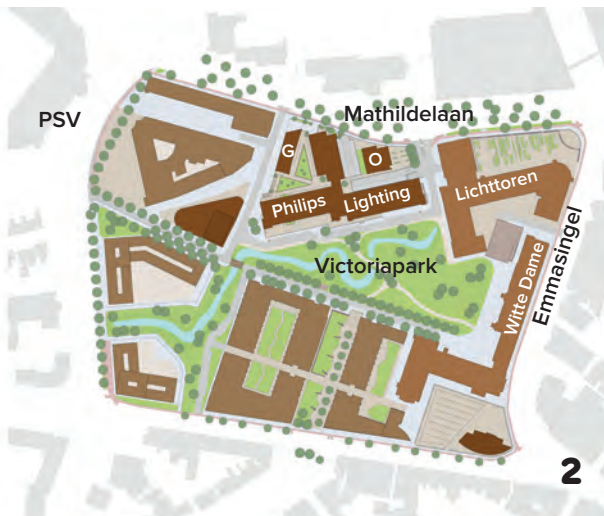 PSV
Mathildelaan
G
O
Philips
Lighting
Lichttoren
Victoriapark
Witte Dame
Emmasingel
2